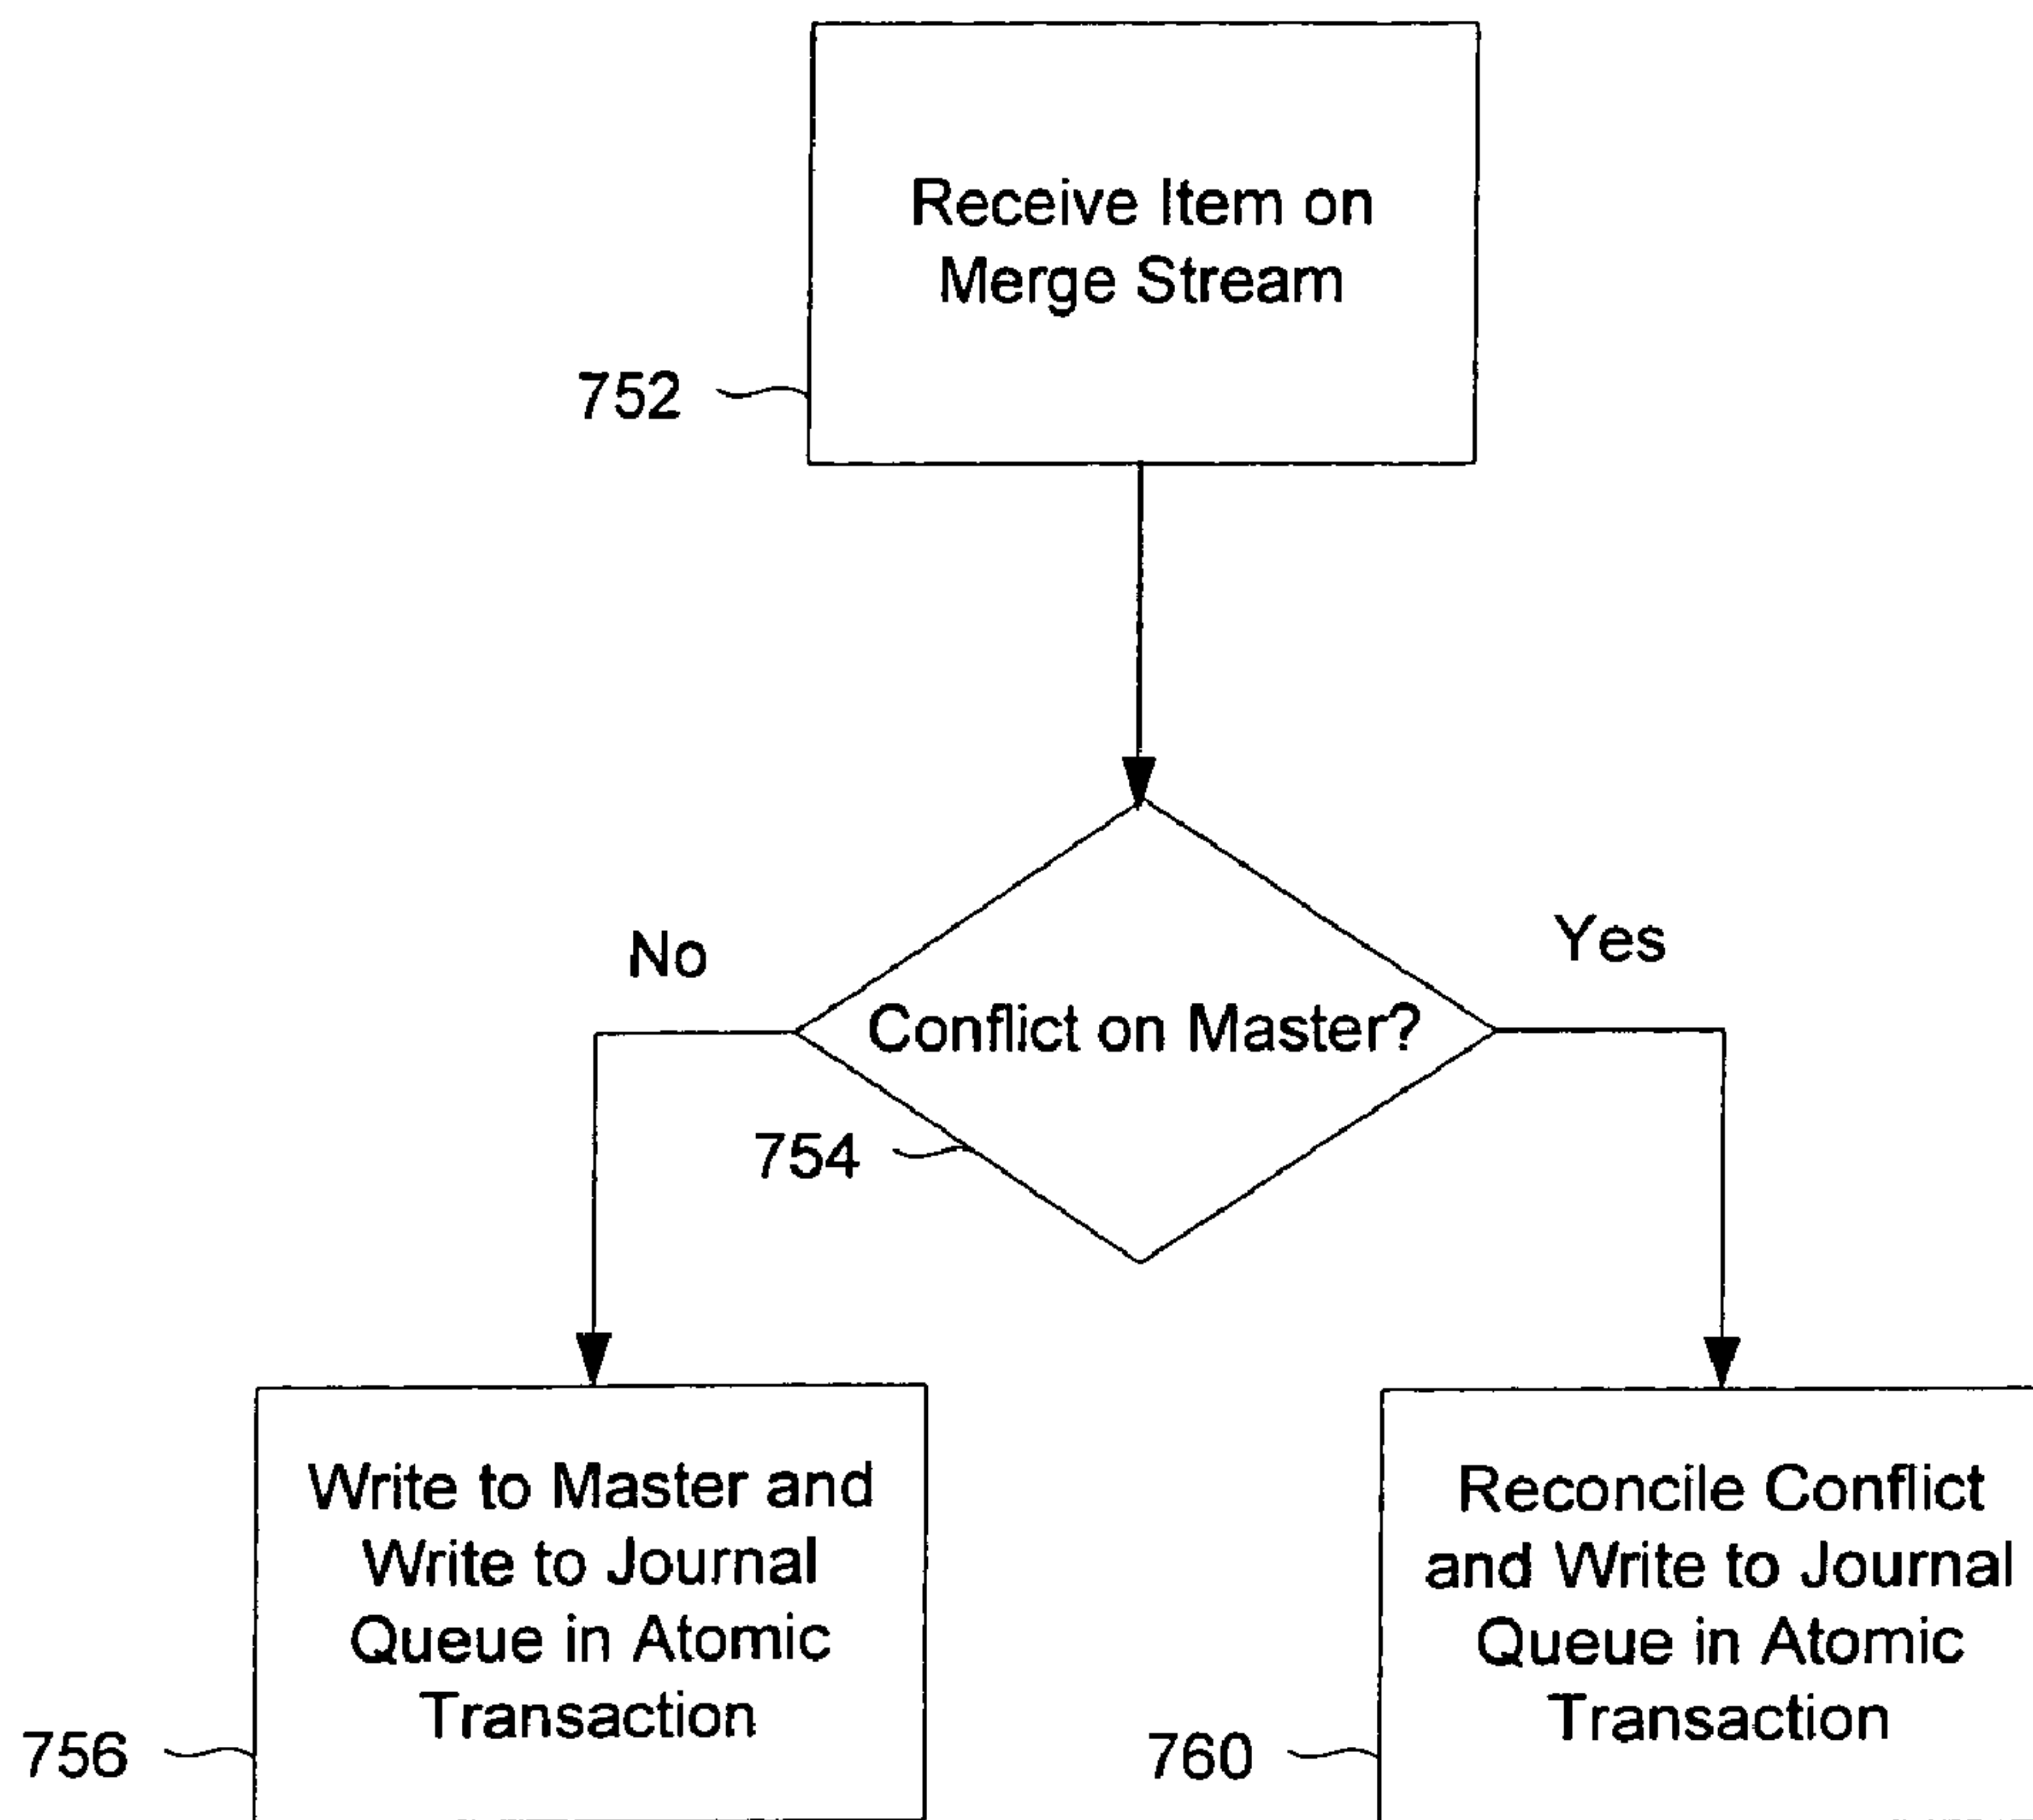 Receive Item on
Merge Stream
752
No
Yes
Conflict on Master?
754
Write to Master and
Write to Journal
Queue in Atomic
Transaction
756
Reconcile Conflict
and Write to Journal
Queue in Atomic
Transaction
760